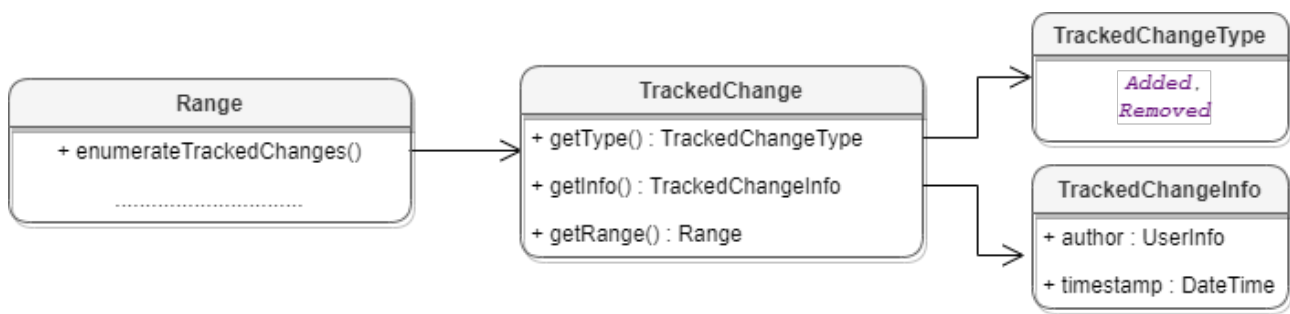 Range
+ enumerateTrackedChanges()
................................
TrackedChange
+ getType() : TrackedChangeType
+ getInfo() : TrackedChangeInfo
+ getRange() : Range
TrackedChangeType
Added,
Removed
TrackedChangeInfo
+ author : UserInfo
+ timestamp : DateTime